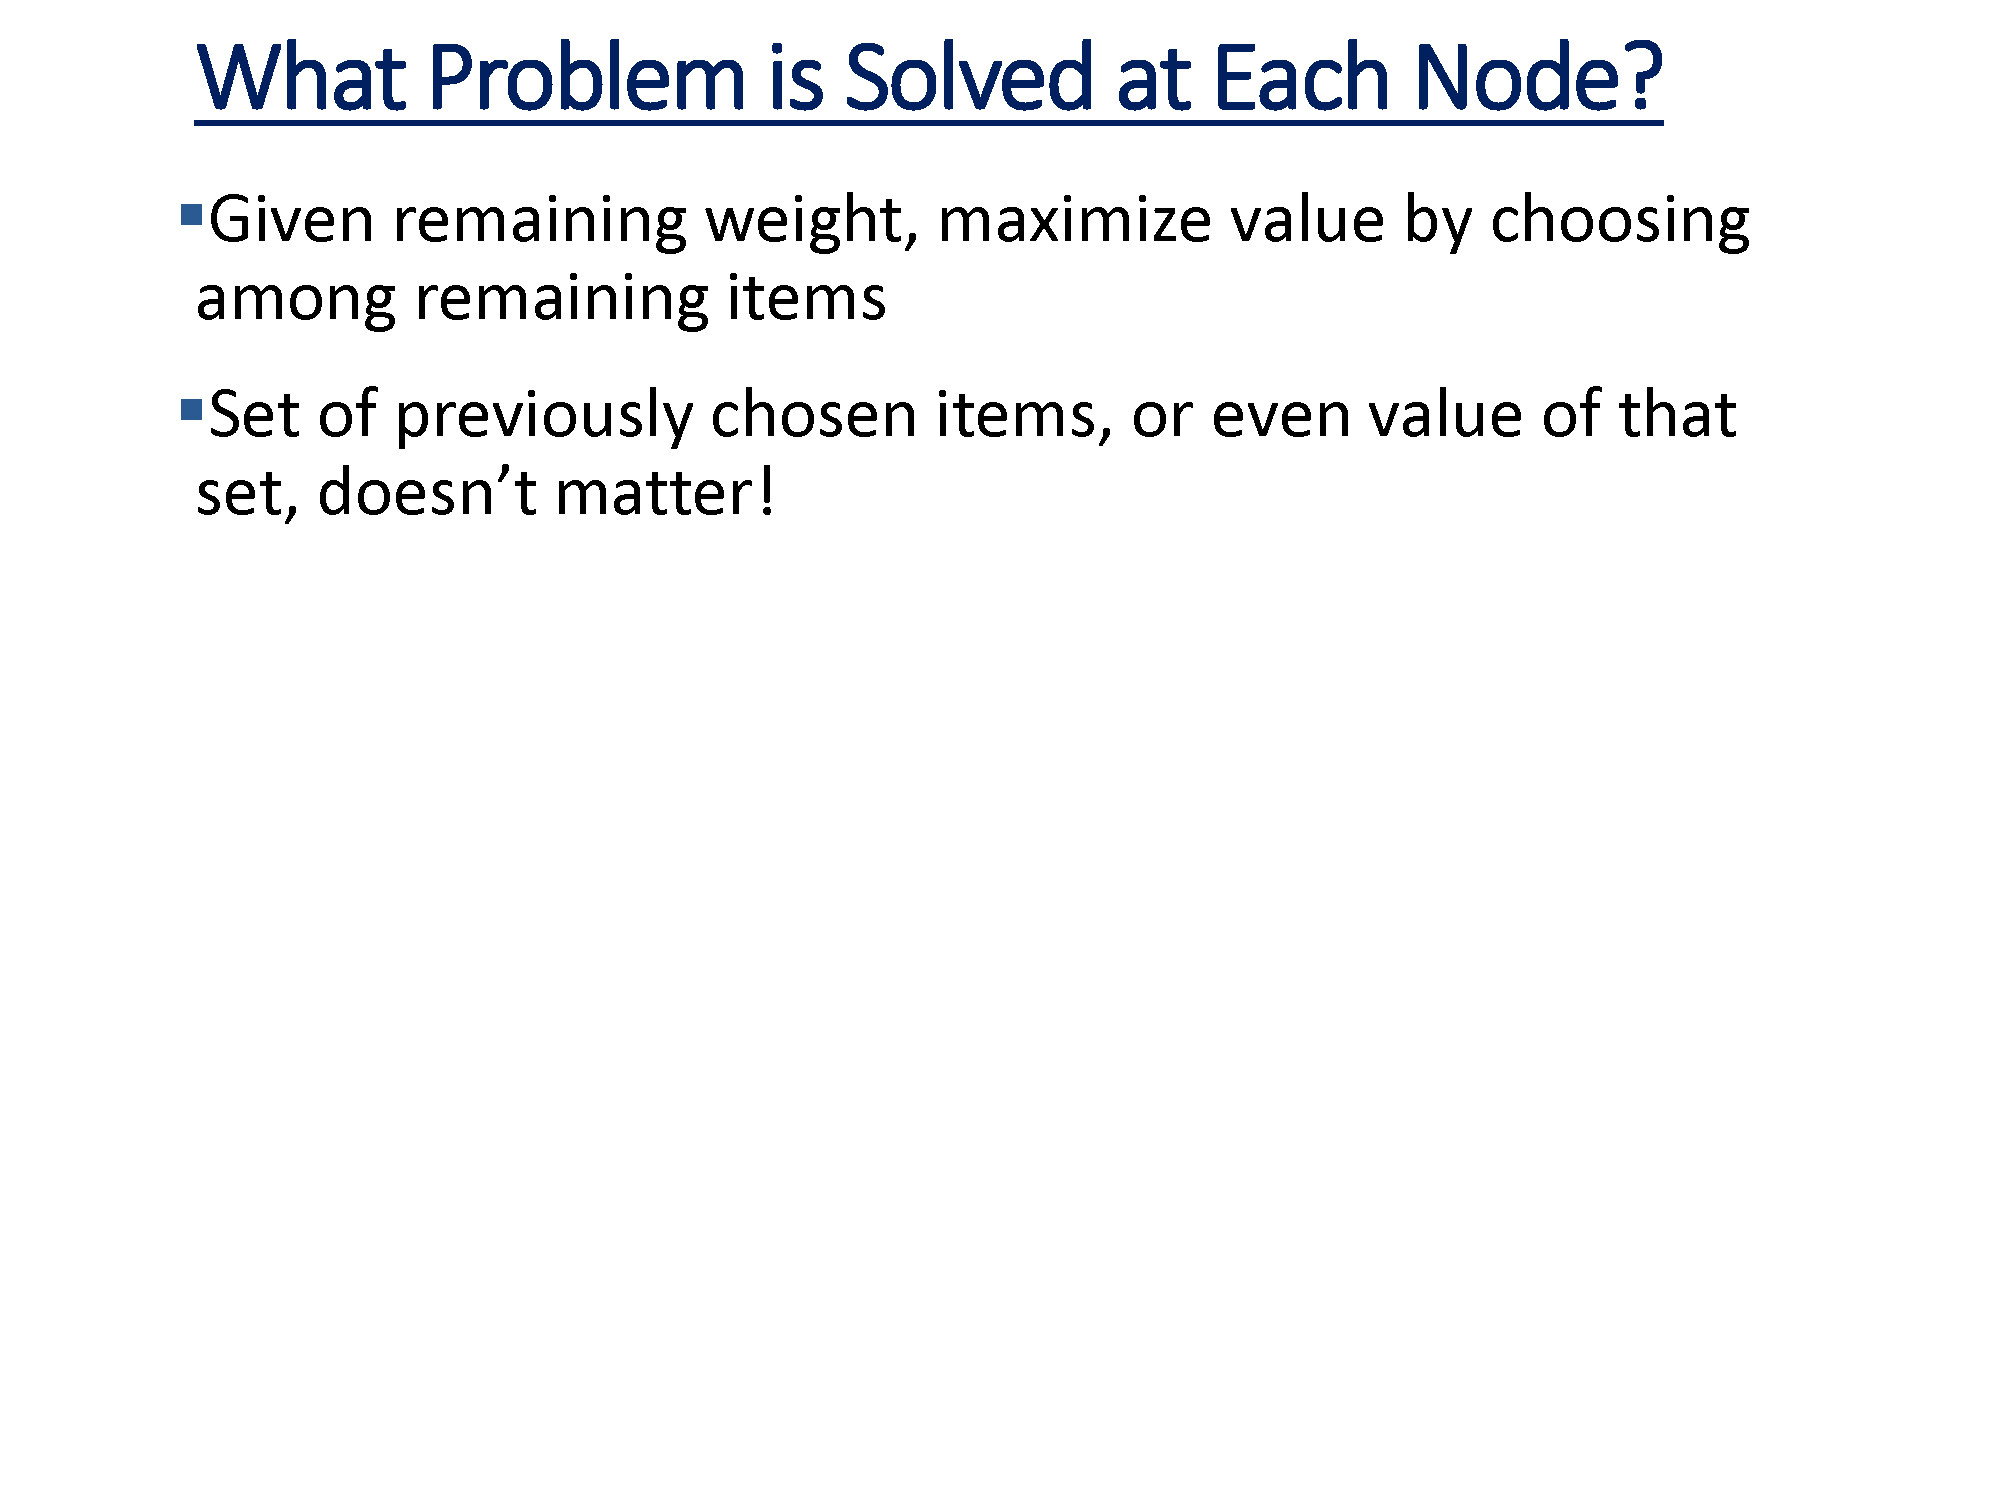 What Problem is Solved at Each Node?
▪Given remaining weight, maximize value by choosing
among remaining items
▪Set of previously chosen items, or even value of that
set, doesn’t matter!